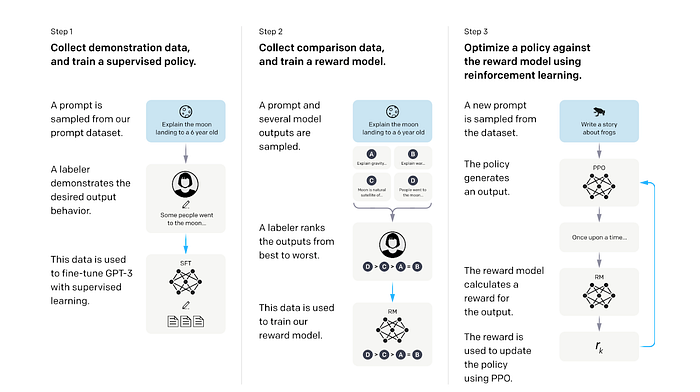 Step 1
Collect demonstration data,
and train a supervised policy.
A prompt is
sampled from our
prompt dataset.
Explain the moon
landing to a 6 year old
A labeler
demonstrates the
desired output
behavior.
Some people went
to the moon...
This data is used
to fine-tune GPT-3
with supervised
learning.
SFT
Step 2
Collect comparison data,
and train a reward model.
A prompt and
several model
outputs are
sampled.
Explain the moon
landing to a 6 year old
A
Explain gravity...
B
Explain war...
C
Moon is natural
satellite of...
D
People went to
the moon...
A labeler ranks
the outputs from
best to worst.
D > C > A = B
This data is used
to train our
reward model.
RM
D > C > A = B
Step 3
Optimize a policy against
the reward model using
reinforcement learning.
A new prompt
is sampled from
the dataset.
Write a story
about frogs
The policy
generates
an output.
PPO
Once upon a time...
The reward model
calculates a
reward for
the output.
RM
The reward is
used to update
the policy
using PPO.
r_k